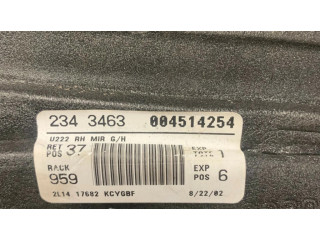 234 3463 004514254
U222 RH MIR G/H
RET POS 37 EXP
RACK 959 EXP POS 6
2L14 17682 KCYGBF 8/22/02